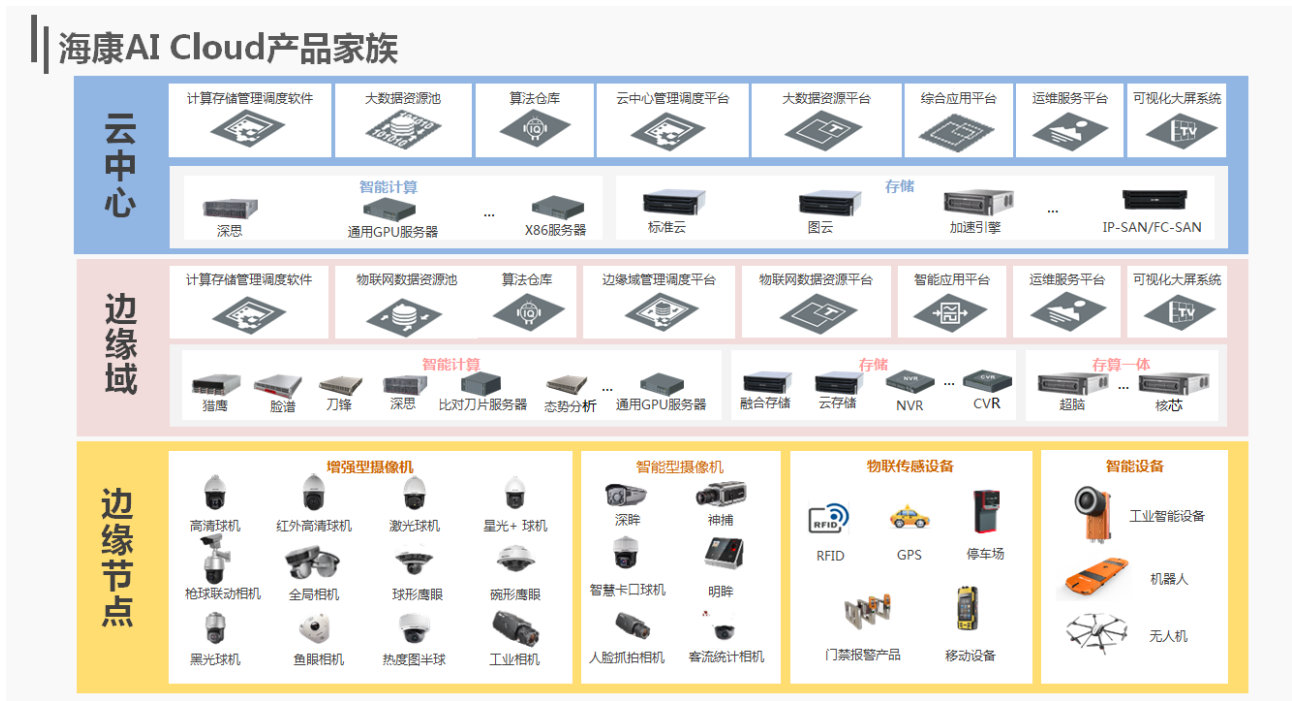 海康AI Cloud产品家族
云中心
计算存储管理调度软件 大数据资源池 算法仓库 云中心管理调度平台 大数据资源平台 综合应用平台 运维服务平台 可视化大屏系统
智能计算
深思 通用GPU服务器 ... X86服务器
存储
标准云 图云 加速引擎 ... IP-SAN/FC-SAN
边缘域
计算存储管理调度软件 物联网数据资源池 算法仓库 边缘域管理调度平台 物联网数据资源平台 智能应用平台 运维服务平台 可视化大屏系统
智能计算
猎鹰 脸谱 刀锋 深思 比对刀片服务器 态势分析 ... 通用GPU服务器
存储
融合存储 云存储 NVR ... CVR
存算一体
超脑 ... 核芯
边缘节点
增强型摄像机
高清球机 红外高清球机 激光球机 星光+ 球机
枪球联动相机 全局相机 球形鹰眼 碗形鹰眼
黑光球机 鱼眼相机 热度图半球 工业相机
智能型摄像机
深眸 神捕
智慧卡口球机 明眸
人脸抓拍相机 客流统计相机
物联传感设备
RFID
RFID GPS 停车场
门禁报警产品 移动设备
智能设备
工业智能设备
机器人
无人机